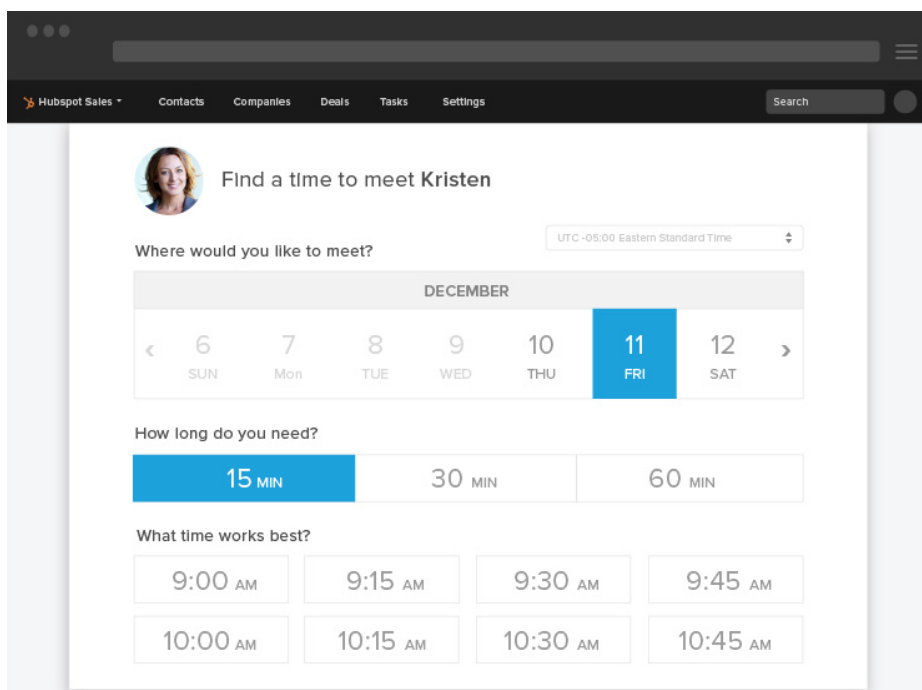 Hubspot Sales Contacts Companies Deals Tasks Settings Search
Find a time to meet Kristen
UTC -05:00 Eastern Standard Time
Where would you like to meet?
DECEMBER
‹ 6 7 8 9 10 11 12 ›
SUN Mon TUE WED THU FRI SAT
How long do you need?
15 MIN 30 MIN 60 MIN
What time works best?
9:00 AM 9:15 AM 9:30 AM 9:45 AM
10:00 AM 10:15 AM 10:30 AM 10:45 AM